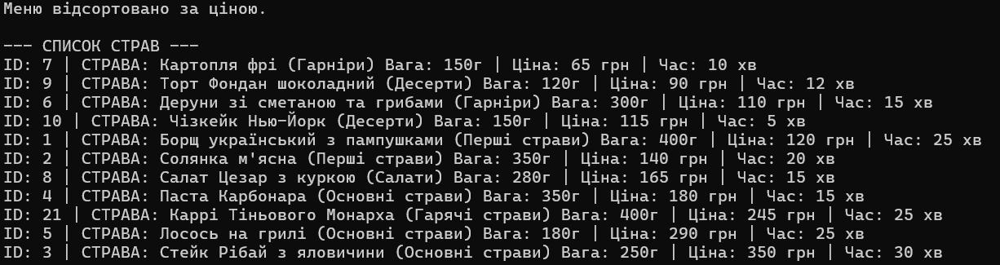 Меню відсортовано за ціною.
--- СПИСОК СТРАВ ---
ID: 7 | СТРАВА: Картопля фрі (Гарніри) Вага: 150г | Ціна: 65 грн | Час: 10 хв
ID: 9 | СТРАВА: Торт Фондан шоколадний (Десерти) Вага: 120г | Ціна: 90 грн | Час: 12 хв
ID: 6 | СТРАВА: Деруни зі сметаною та грибами (Гарніри) Вага: 300г | Ціна: 110 грн | Час: 15 хв
ID: 10 | СТРАВА: Чізкейк Нью-Йорк (Десерти) Вага: 150г | Ціна: 115 грн | Час: 5 хв
ID: 1 | СТРАВА: Борщ український з пампушками (Перші страви) Вага: 400г | Ціна: 120 грн | Час: 25 хв
ID: 2 | СТРАВА: Солянка м'ясна (Перші страви) Вага: 350г | Ціна: 140 грн | Час: 20 хв
ID: 8 | СТРАВА: Салат Цезар з куркою (Салати) Вага: 280г | Ціна: 165 грн | Час: 15 хв
ID: 4 | СТРАВА: Паста Карбонара (Основні страви) Вага: 350г | Ціна: 180 грн | Час: 15 хв
ID: 21 | СТРАВА: Каррі Тіньового Монарха (Гарячі страви) Вага: 400г | Ціна: 245 грн | Час: 25 хв
ID: 5 | СТРАВА: Лосось на грилі (Основні страви) Вага: 180г | Ціна: 290 грн | Час: 25 хв
ID: 3 | СТРАВА: Стейк Рібай з яловичини (Основні страви) Вага: 250г | Ціна: 350 грн | Час: 30 хв